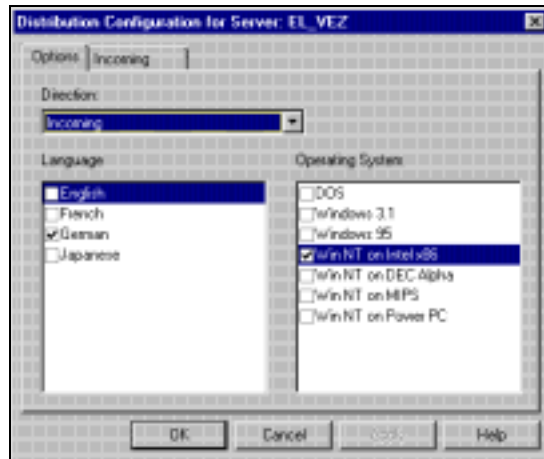 Distribution Configuration for Server: EL_VEZ
Options Incoming
Direction:
Incoming
Language
English
French
German
Japanese
Operating System
DOS
Windows 3.1
Windows 95
Win NT on Intel x86
Win NT on DEC Alpha
Win NT on MIPS
Win NT on Power PC
OK Cancel Apply Help